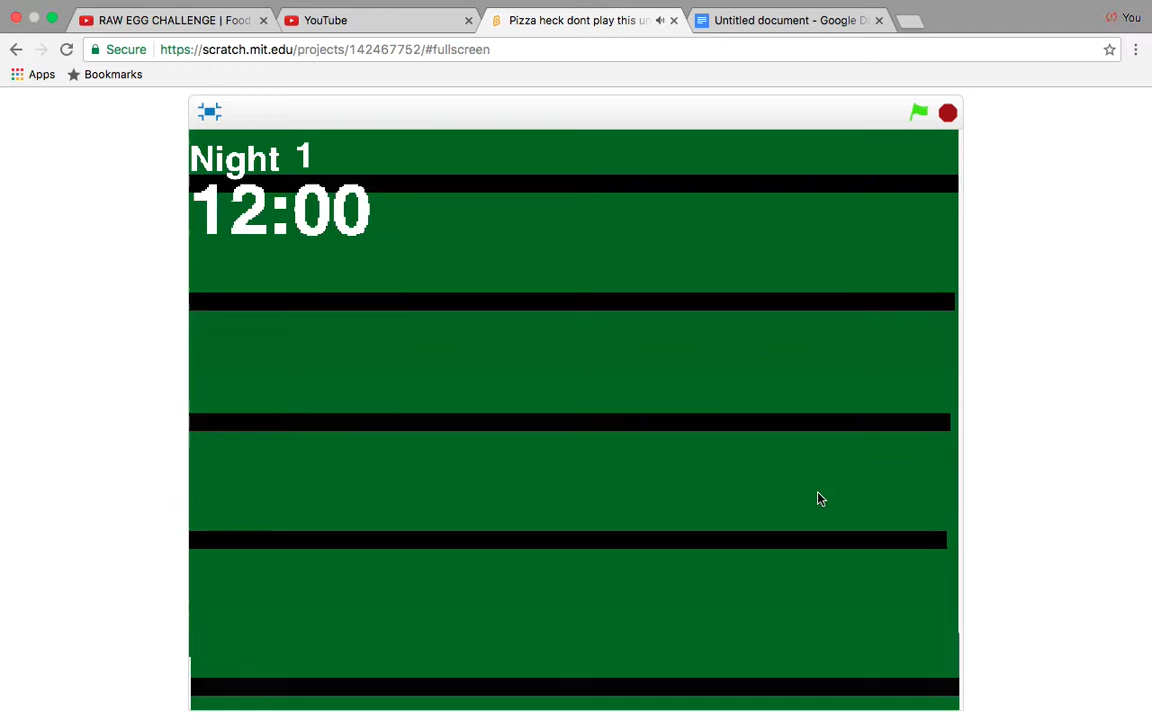 RAW EGG CHALLENGE | Food
YouTube
Pizza heck dont play this un
Untitled document - Google D
You
Secure
https://scratch.mit.edu/projects/142467752/#fullscreen
Apps
Bookmarks
Night 1
12:00